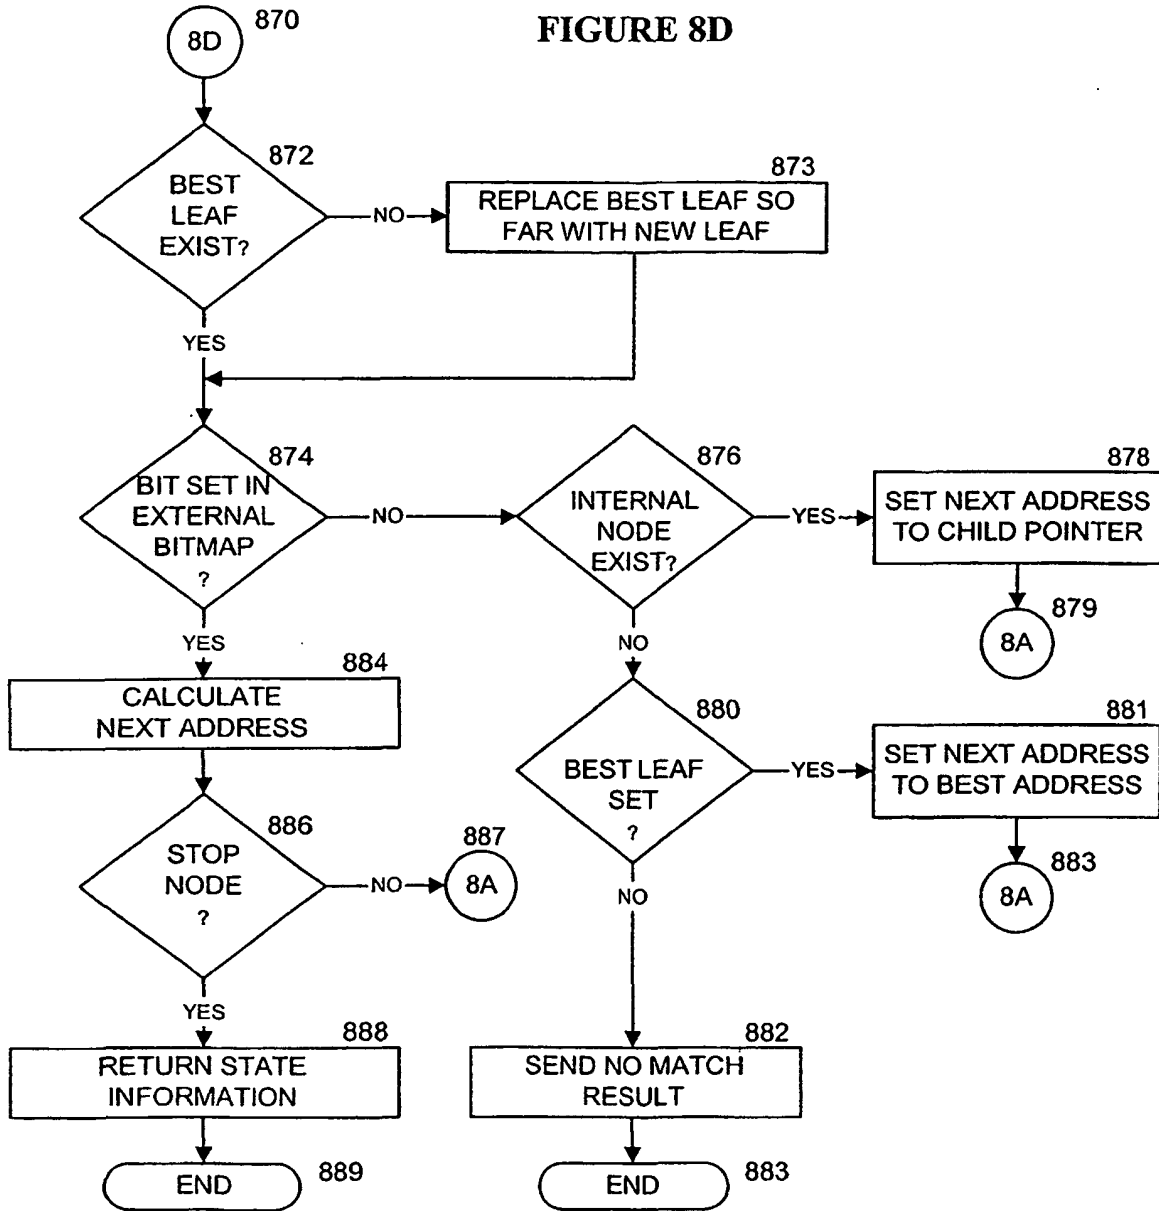 FIGURE 8D
870
8D
872
BEST
LEAF
EXIST?
NO
873
REPLACE BEST LEAF SO
FAR WITH NEW LEAF
YES
874
BIT SET IN
EXTERNAL
BITMAP
?
NO
876
INTERNAL
NODE
EXIST?
YES
878
SET NEXT ADDRESS
TO CHILD POINTER
879
8A
YES
NO
884
CALCULATE
NEXT ADDRESS
880
BEST LEAF
SET
?
YES
881
SET NEXT ADDRESS
TO BEST ADDRESS
883
8A
886
STOP
NODE
?
NO
887
8A
NO
YES
888
RETURN STATE
INFORMATION
882
SEND NO MATCH
RESULT
889
END
883
END